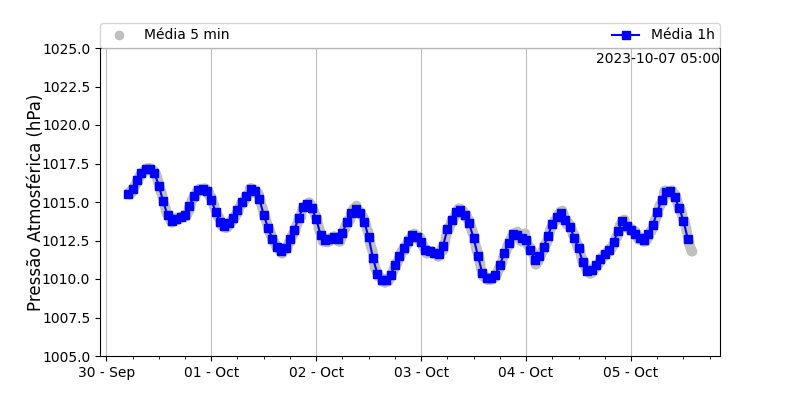 Média 5 min
Média 1h
2023-10-07 05:00
Pressão Atmosférica (hPa)
1025.0
1022.5
1020.0
1017.5
1015.0
1012.5
1010.0
1007.5
1005.0
30 - Sep
01 - Oct
02 - Oct
03 - Oct
04 - Oct
05 - Oct